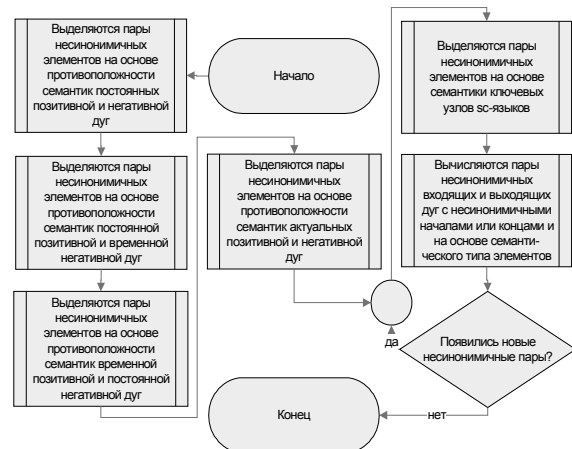 Начало
Выделяются пары
несинонимичных
элементов на основе
противоположности
семантик постоянных
позитивной и негативной
дуг
Выделяются пары
несинонимичных
элементов на основе
противоположности
семантик постоянной
позитивной и временной
негативной дуг
Выделяются пары
несинонимичных
элементов на основе
противоположности
семантик временной
позитивной и постоянной
негативной дуг
Выделяются пары
несинонимичных
элементов на основе
противоположности
семантик актуальных
позитивной и негативной
дуг
Выделяются пары
несинонимичных
элементов на основе
семантики ключевых
узлов sc-языков
Вычисляются пары
несинонимичных
входящих и выходящих
дуг с несинонимичными
началами или концами и
на основе семанти-
ческого типа элементов
Появились новые
несинонимичные пары?
да
нет
Конец